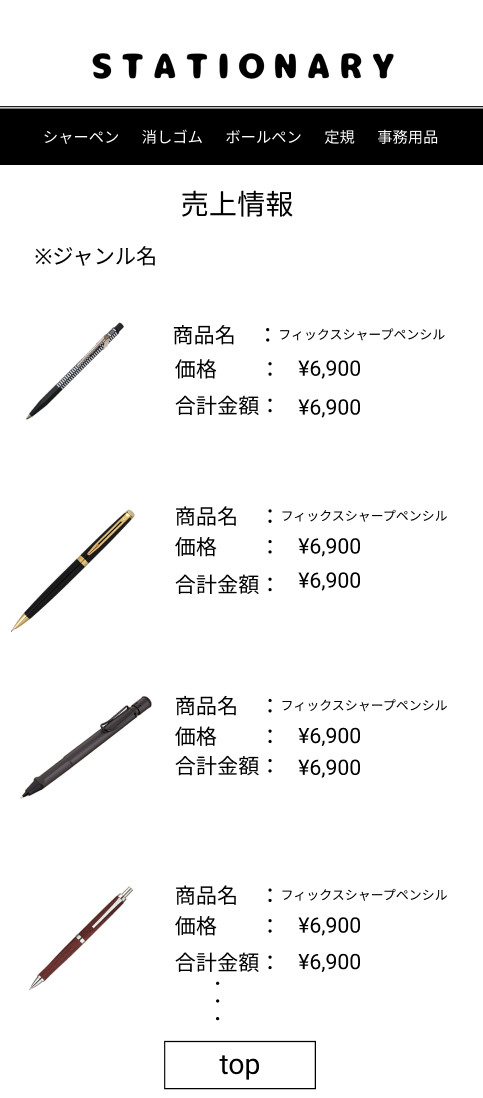 STATIONARY
シャーペン 消しゴム ボールペン 定規 事務用品
売上情報
※ジャンル名
商品名 ：フィックスシャープペンシル
価格 ： ¥6,900
合計金額： ¥6,900
商品名 ：フィックスシャープペンシル
価格 ： ¥6,900
合計金額： ¥6,900
商品名 ：フィックスシャープペンシル
価格 ： ¥6,900
合計金額： ¥6,900
商品名 ：フィックスシャープペンシル
価格 ： ¥6,900
合計金額： ¥6,900
・
・
・
top